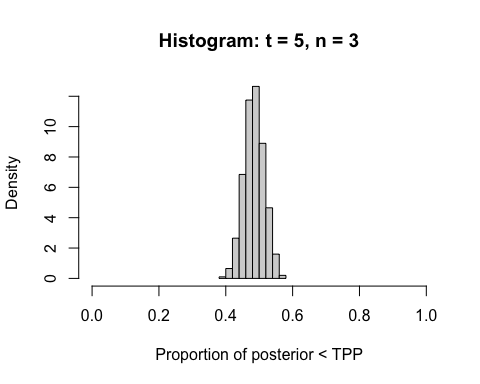 Histogram: t = 5, n = 3
Density
10
8
6
4
2
0
0.0 0.2 0.4 0.6 0.8 1.0
Proportion of posterior < TPP